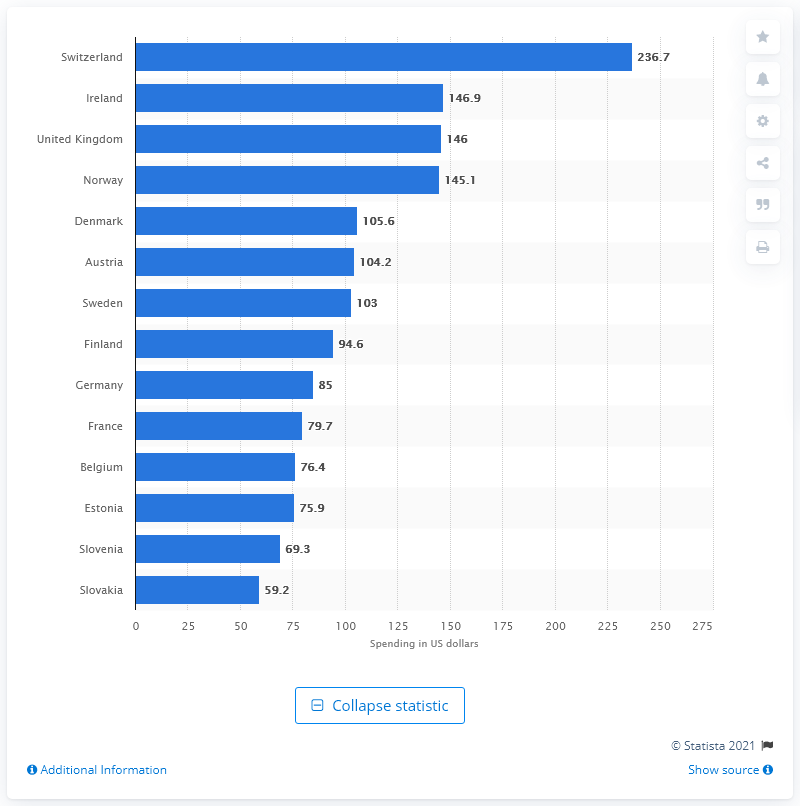 Switzerland 236.7
Ireland 146.9
United Kingdom 146
Norway 145.1
Denmark 105.6
Austria 104.2
Sweden 103
Finland 94.6
Germany 85
France 79.7
Belgium 76.4
Estonia 75.9
Slovenia 69.3
Slovakia 59.2
0 25 50 75 100 125 150 175 200 225 250 275
Spending in US dollars
Collapse statistic
© Statista 2021
Additional Information Show source